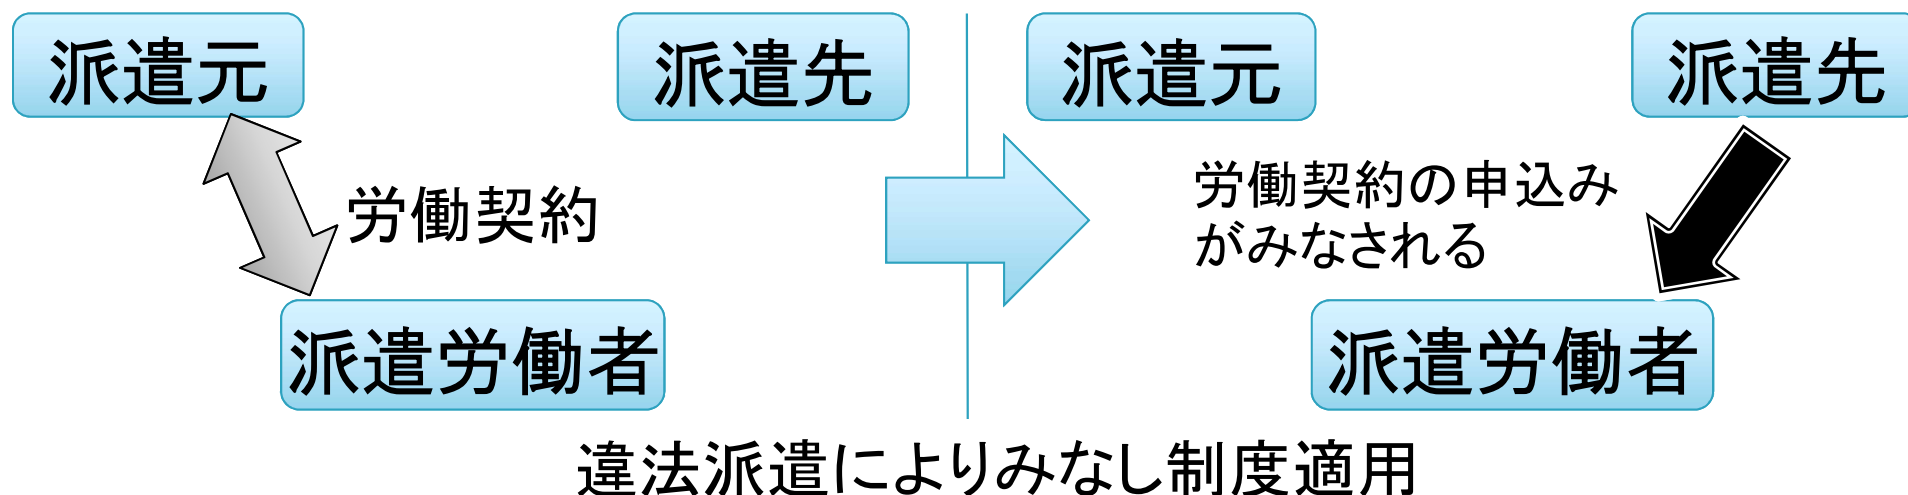 派遣元
派遣先
労働契約
派遣労働者
派遣元
派遣先
労働契約の申込み
がみなされる
派遣労働者
違法派遣によりみなし制度適用